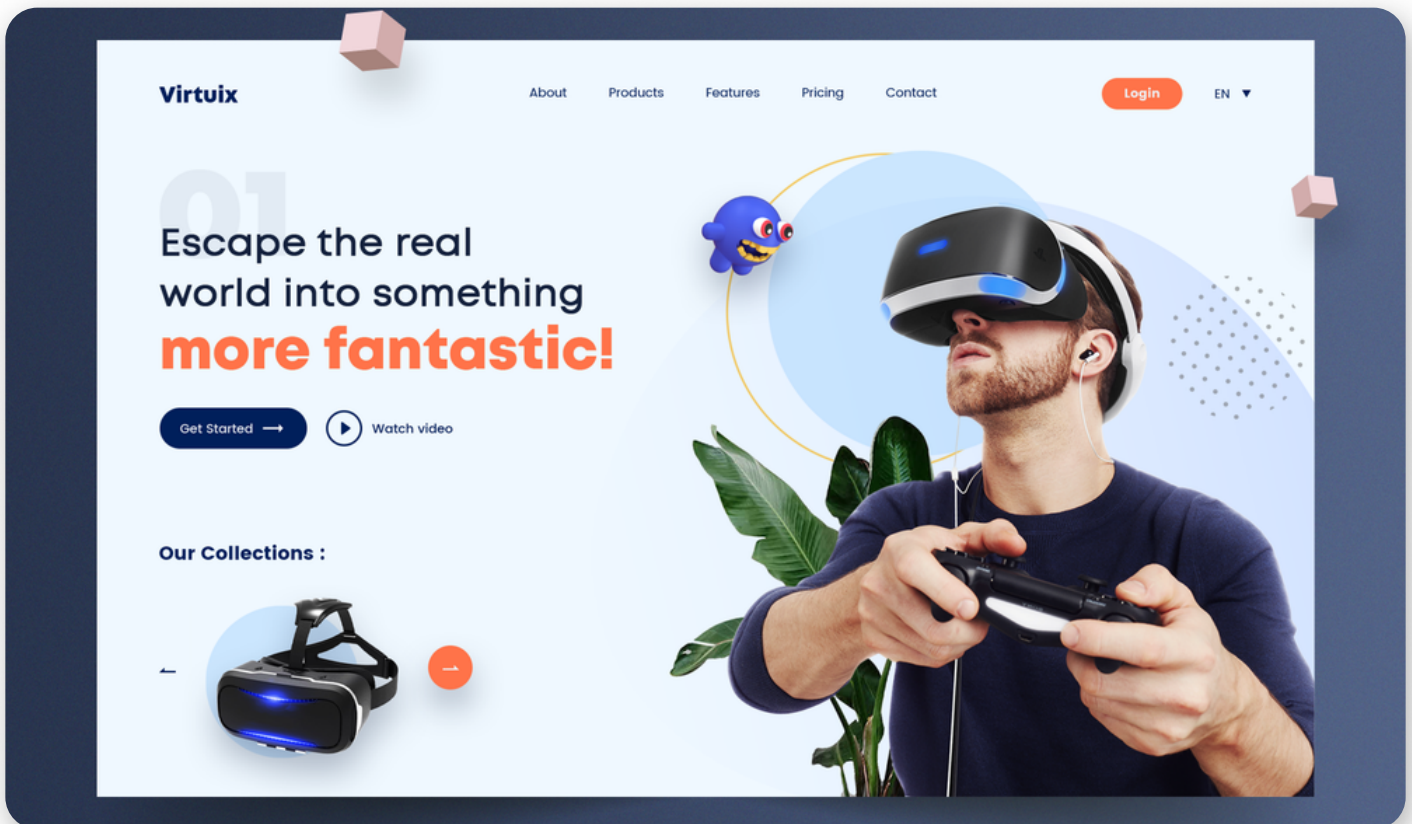 Virtuix
About Products Features Pricing Contact
Login
EN
01
Escape the real
world into something
more fantastic!
Get Started
Watch video
Our Collections :